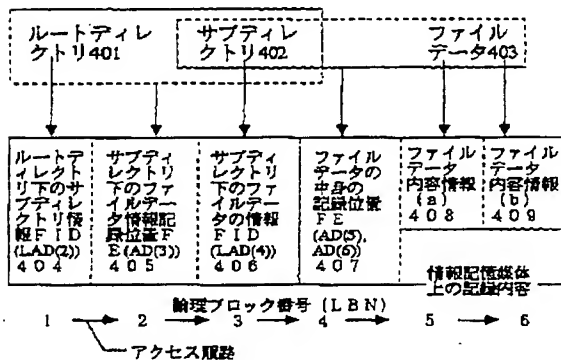 ルートディレ
クトリ401
サブディレ
クトリ402
ファイル
データ403
ルートデ
ィレクト
リ下のサ
ブディレ
クトリ情
報FID
(LAD(2))
404
サブディ
レクトリ
下のファ
イルデー
タ情報記
録位置F
E(AD(3))
405
サブディ
レクトリ
下のファ
イルデー
タの情報
FID
(LAD(4))
406
ファイル
データの
中身の
記録位置
FE
(AD(5),
AD(6))
407
ファイル
データ
内容情報
(a)
408
ファイル
データ
内容情報
(b)
409
情報記憶媒体
上の記録内容
論理ブロック番号(LBN)
1 2 3 4 5 6
アクセス順路